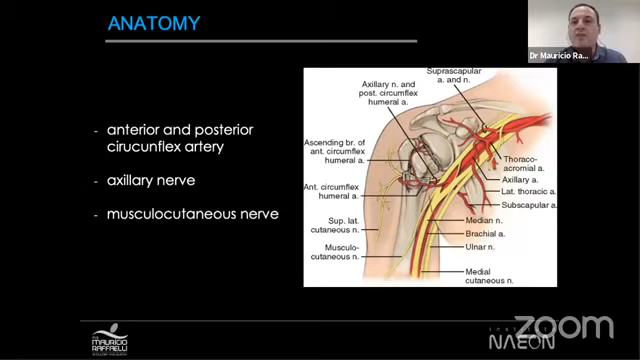 ANATOMY
Dr Mauricio Ra...
- anterior and posterior
cirucunflex artery
- axillary nerve
- musculocutaneous nerve
Suprascapular
a. and n.
Axillary n. and
post. circumflex
humeral a.
Ascending br. of
ant. circumflex
humeral a.
Ant. circumflex
humeral a.
Sup. lat.
cutaneous n.
Musculo-
cutaneous n.
Thoraco-
acromial a.
Axillary a.
Lat. thoracic a.
Subscapular a.
Median n.
Brachial a.
Ulnar n.
Medial
cutaneous n.
MAURICIO
RAFFAELLI
zoom
NAEON